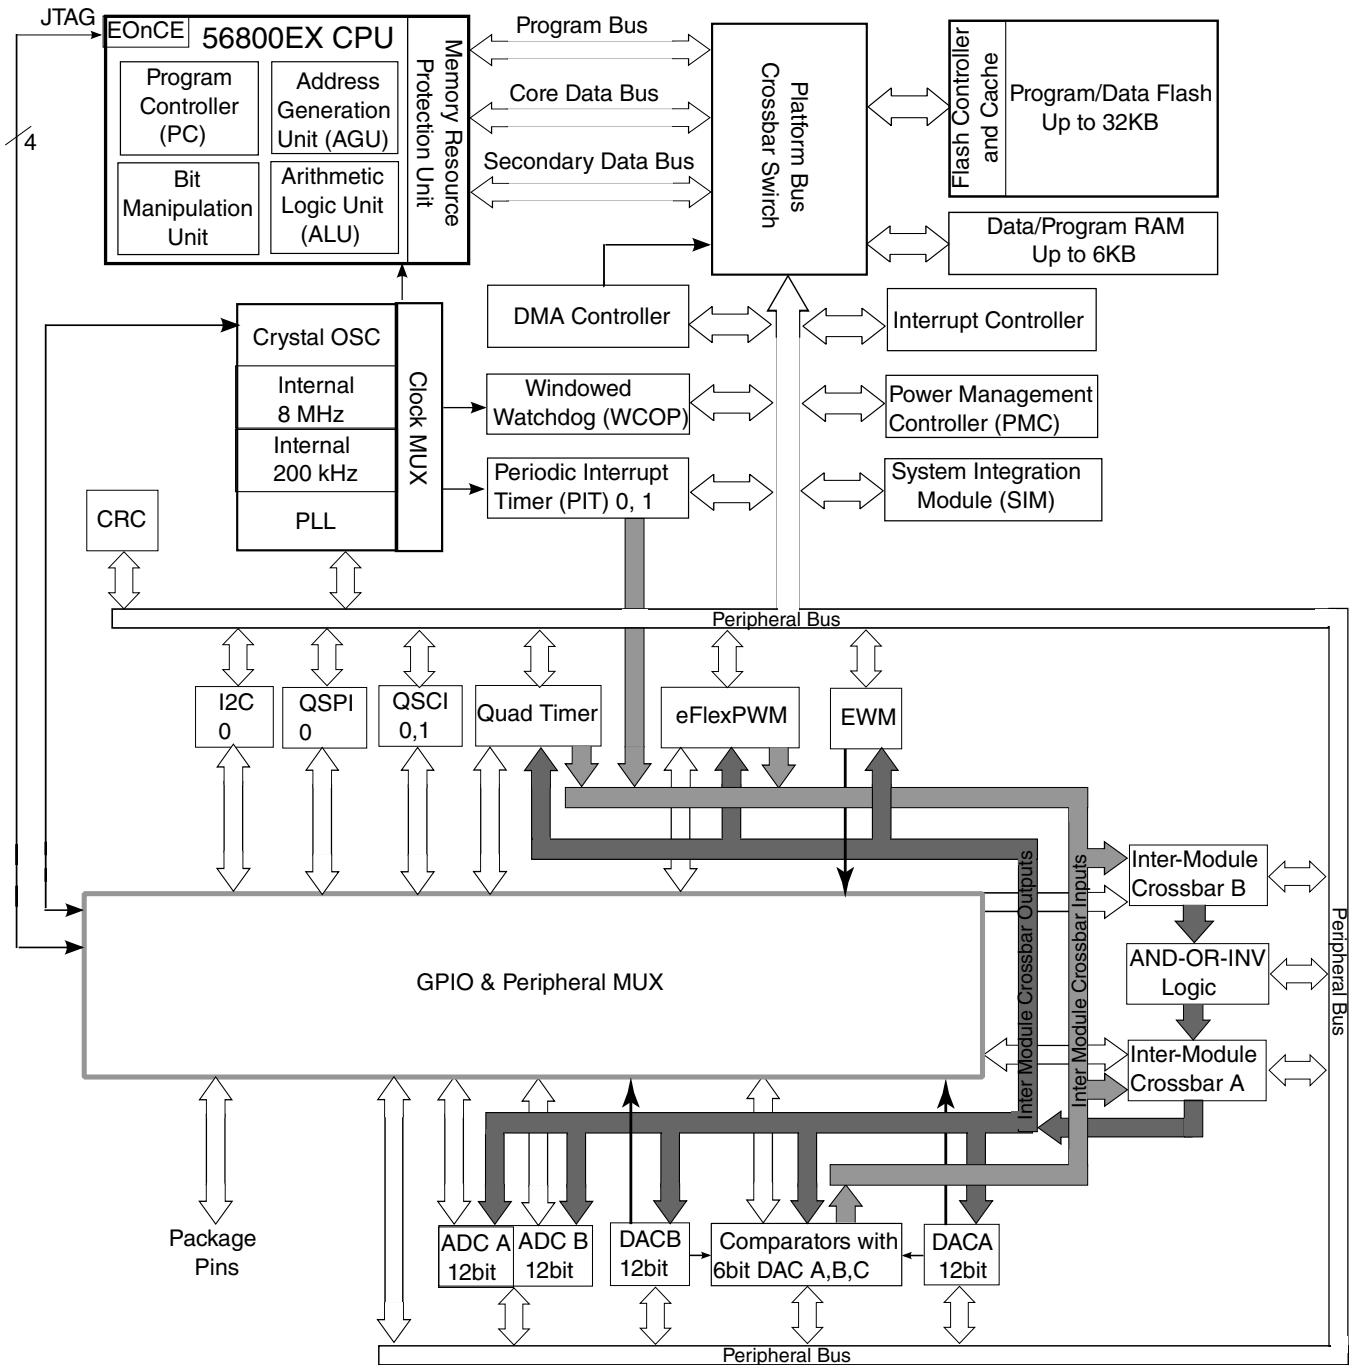 JTAG
EOnCE
56800EX CPU
Program
Controller
(PC)
Address
Generation
Unit (AGU)
Bit
Manipulation
Unit
Arithmetic
Logic Unit
(ALU)
Memory Resource
Protection Unit
4
Program Bus
Core Data Bus
Secondary Data Bus
Platform Bus
Crossbar Swirch
Flash Controller
and Cache
Program/Data Flash
Up to 32KB
Data/Program RAM
Up to 6KB
Crystal OSC
Internal
8 MHz
Internal
200 kHz
PLL
Clock MUX
DMA Controller
Windowed
Watchdog (WCOP)
Periodic Interrupt
Timer (PIT) 0, 1
Interrupt Controller
Power Management
Controller (PMC)
System Integration
Module (SIM)
CRC
Peripheral Bus
I2C
0
QSPI
0
QSCI
0,1
Quad Timer
eFlexPWM
EWM
Inter Module Crossbar Outputs
Inter Module Crossbar Inputs
Inter-Module
Crossbar B
AND-OR-INV
Logic
Inter-Module
Crossbar A
Peripheral Bus
GPIO & Peripheral MUX
Package
Pins
ADC A
12bit
ADC B
12bit
DACB
12bit
Comparators with
6bit DAC A,B,C
DACA
12bit
Peripheral Bus